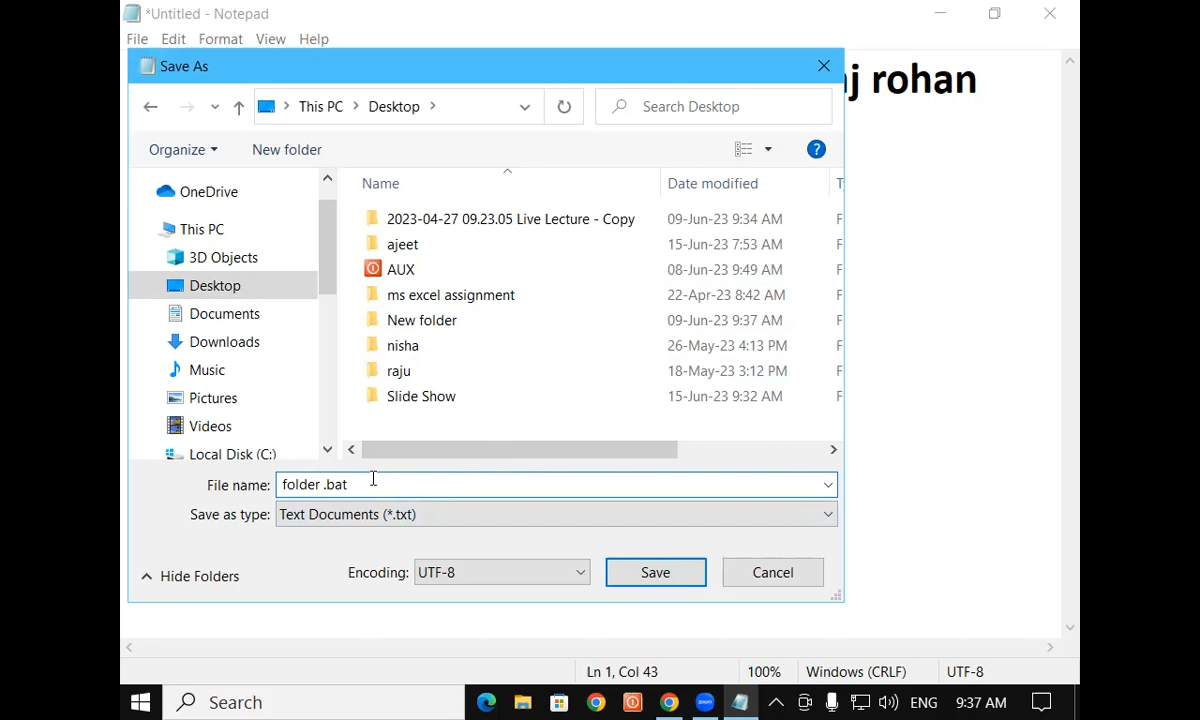 *Untitled - Notepad
File Edit Format View Help
j rohan
Save As
This PC Desktop
Search Desktop
Organize New folder
?
Name Date modified T
OneDrive
This PC
3D Objects
Desktop
Documents
Downloads
Music
Pictures
Videos
Local Disk (C:)
2023-04-27 09.23.05 Live Lecture - Copy 09-Jun-23 9:34 AM F
ajeet 15-Jun-23 7:53 AM F
AUX 08-Jun-23 9:49 AM F
ms excel assignment 22-Apr-23 8:42 AM F
New folder 09-Jun-23 9:37 AM F
nisha 26-May-23 4:13 PM F
raju 18-May-23 3:12 PM F
Slide Show 15-Jun-23 9:32 AM F
File name: folder .bat
Save as type: Text Documents (*.txt)
Hide Folders Encoding: UTF-8 Save Cancel
Ln 1, Col 43 100% Windows (CRLF) UTF-8
Search ENG 9:37 AM